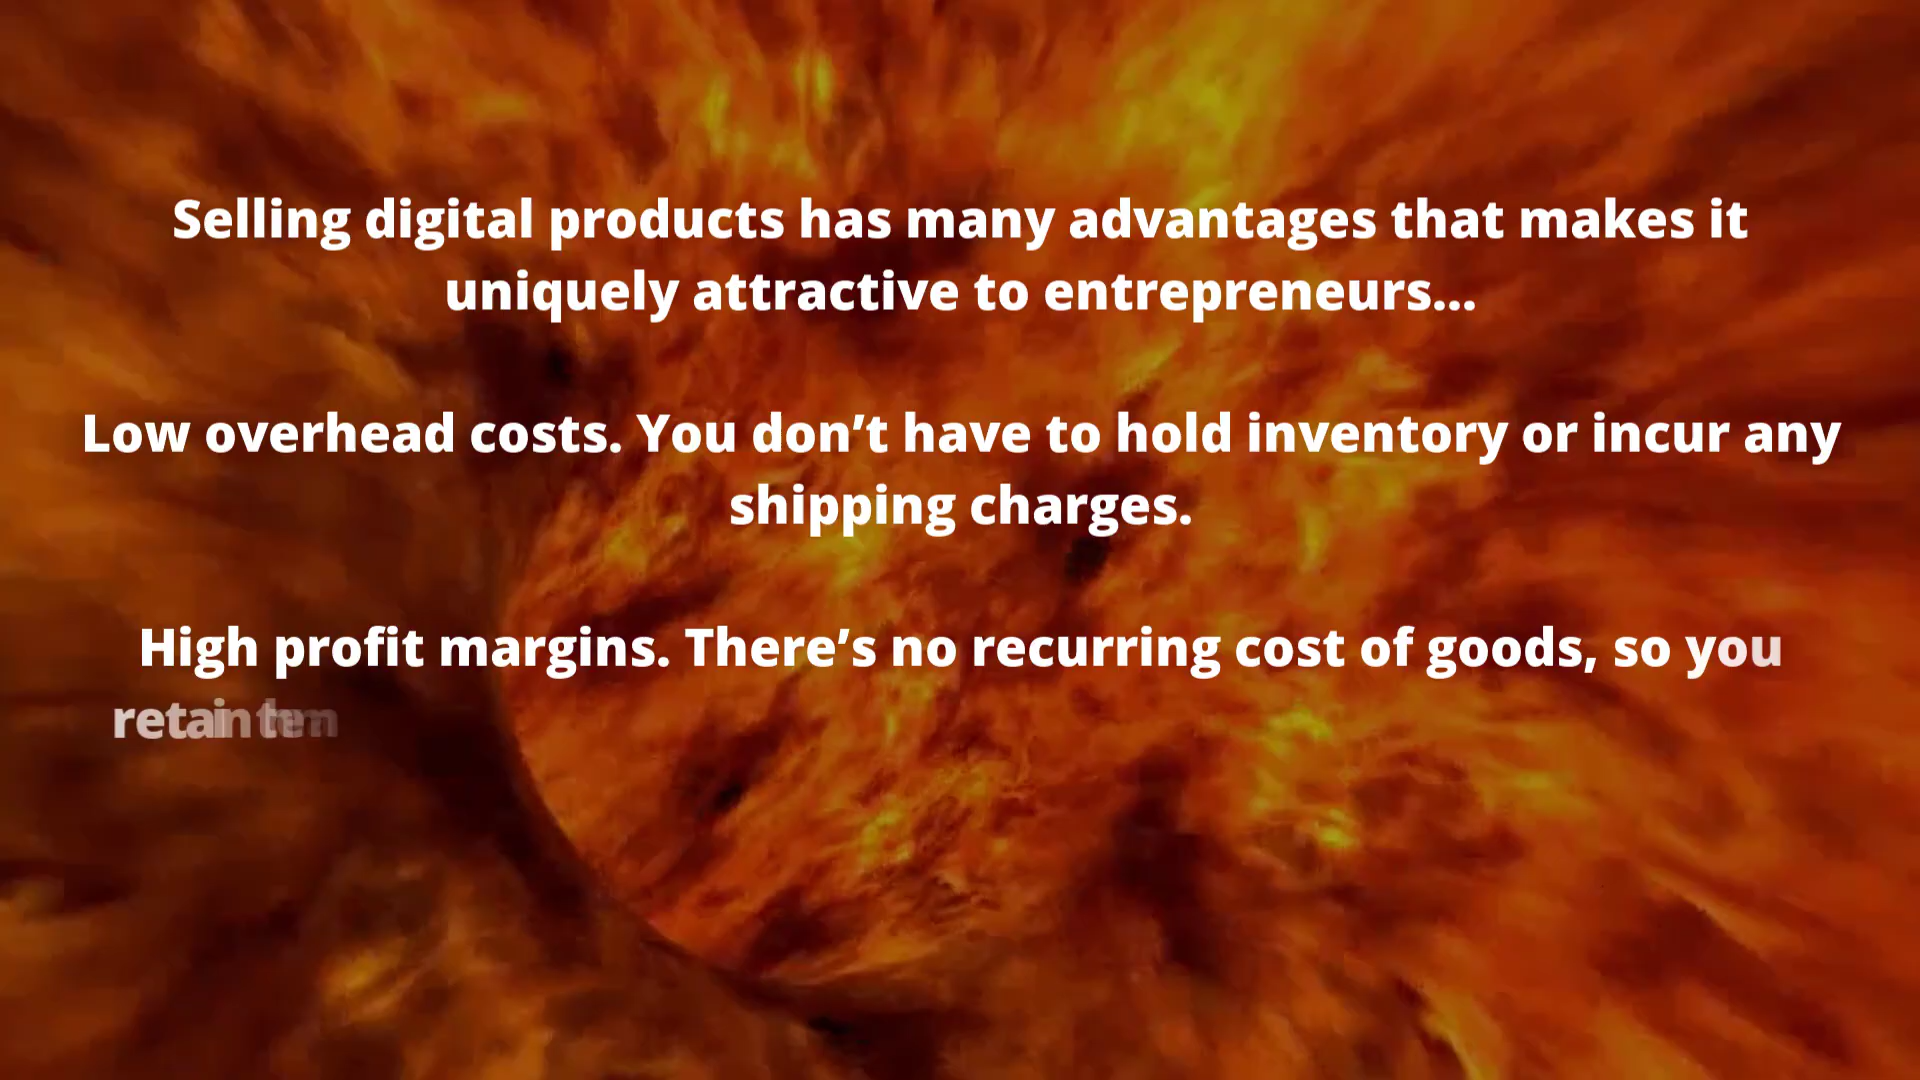 Selling digital products has many advantages that makes it
uniquely attractive to entrepreneurs...
Low overhead costs. You don’t have to hold inventory or incur any
shipping charges.
High profit margins. There’s no recurring cost of goods, so you
retain